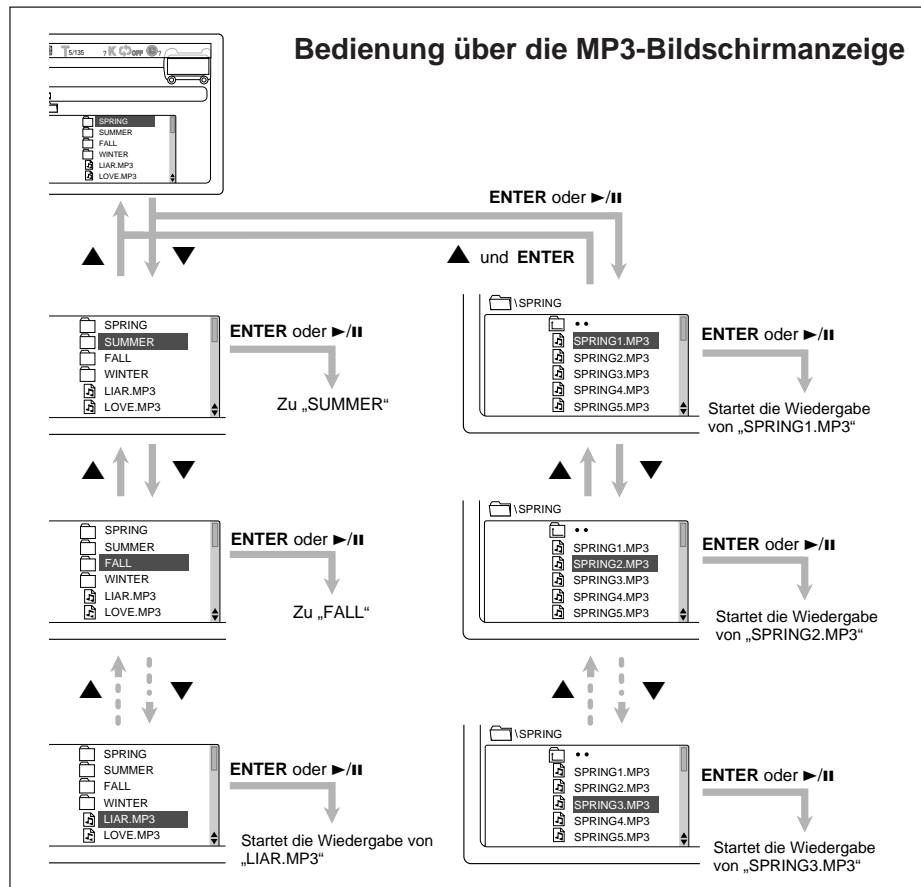 Bedienung über die MP3-Bildschirmanzeige
T 5/135 ? K OFF ?
SPRING
SUMMER
FALL
WINTER
LIAR.MP3
LOVE.MP3
ENTER oder ►/II
▲ ▼
▲ und ENTER
SPRING
SUMMER
FALL
WINTER
LIAR.MP3
LOVE.MP3
ENTER oder ►/II
Zu „SUMMER“
\SPRING
••
SPRING1.MP3
SPRING2.MP3
SPRING3.MP3
SPRING4.MP3
SPRING5.MP3
ENTER oder ►/II
Startet die Wiedergabe
von „SPRING1.MP3“
▲ ▼
▲ ▼
SPRING
SUMMER
FALL
WINTER
LIAR.MP3
LOVE.MP3
ENTER oder ►/II
Zu „FALL“
\SPRING
••
SPRING1.MP3
SPRING2.MP3
SPRING3.MP3
SPRING4.MP3
SPRING5.MP3
ENTER oder ►/II
Startet die Wiedergabe
von „SPRING2.MP3“
▲ ▼
▲ ▼
SPRING
SUMMER
FALL
WINTER
LIAR.MP3
LOVE.MP3
ENTER oder ►/II
Startet die Wiedergabe von
„LIAR.MP3“
\SPRING
••
SPRING1.MP3
SPRING2.MP3
SPRING3.MP3
SPRING4.MP3
SPRING5.MP3
ENTER oder ►/II
Startet die Wiedergabe
von „SPRING3.MP3“